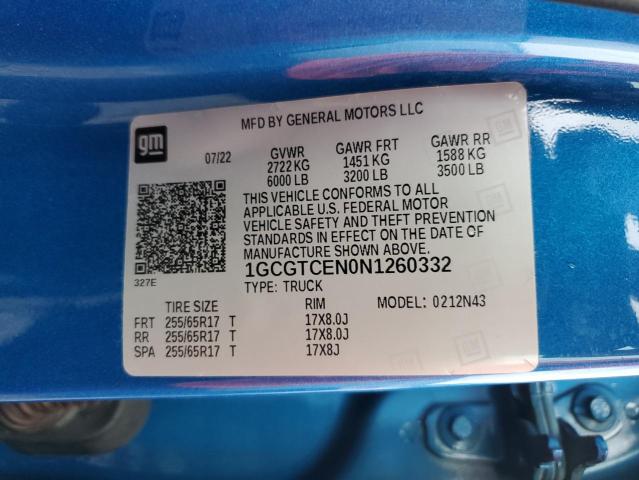 MFD BY GENERAL MOTORS LLC
gm
07/22
GVWR GAWR FRT GAWR RR
2722 KG 1451 KG 1588 KG
6000 LB 3200 LB 3500 LB
THIS VEHICLE CONFORMS TO ALL
APPLICABLE U.S. FEDERAL MOTOR
VEHICLE SAFETY AND THEFT PREVENTION
STANDARDS IN EFFECT ON THE DATE OF
MANUFACTURE SHOWN ABOVE.
327E
1GCGTCEN0N1260332
TYPE: TRUCK
TIRE SIZE RIM MODEL: 0212N43
FRT 255/65R17 T 17X8.0J
RR 255/65R17 T 17X8.0J
SPA 255/65R17 T 17X8J